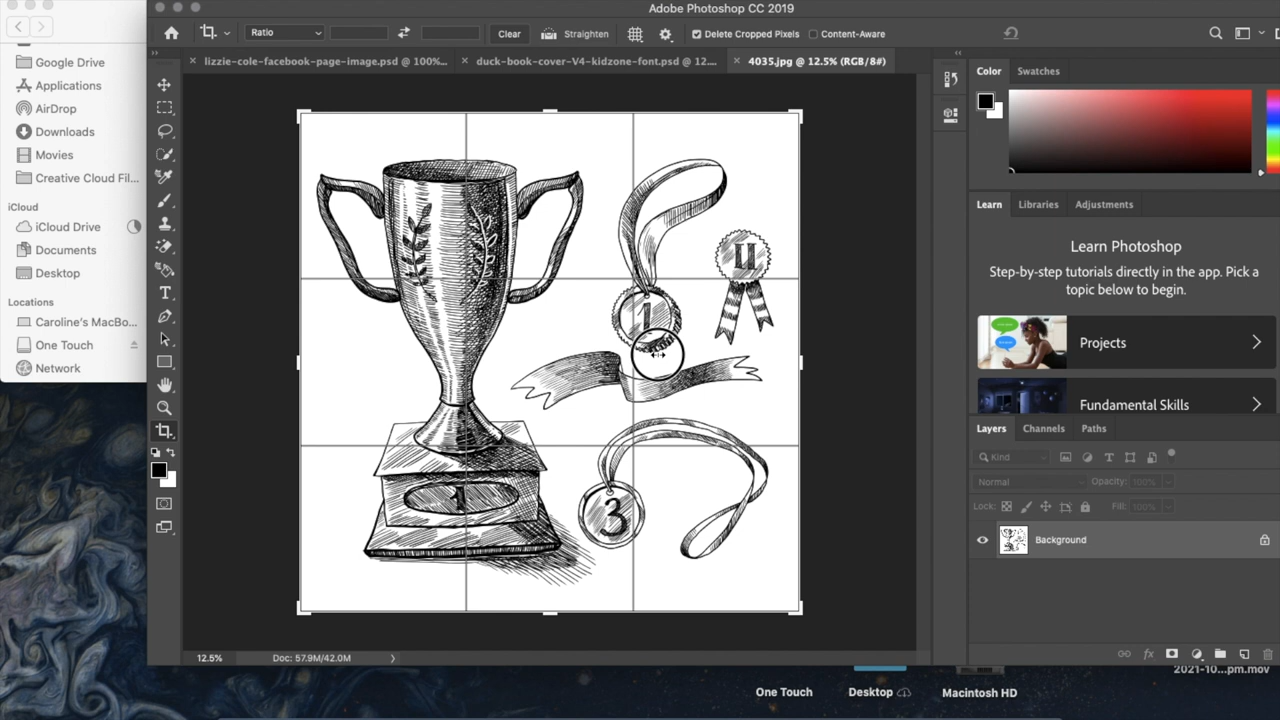 Adobe Photoshop CC 2019
Ratio
Clear
Straighten
Delete Cropped Pixels
Content-Aware
lizzie-cole-facebook-page-image.psd @ 100%...
duck-book-cover-V4-kidzone-font.psd @ 12....
4035.jpg @ 12.5% (RGB/8#)
Google Drive
Applications
AirDrop
Downloads
Movies
Creative Cloud Fil...
iCloud
iCloud Drive
Documents
Desktop
Locations
Caroline's MacBo...
One Touch
Network
1
II
1
3
Color
Swatches
Learn
Libraries
Adjustments
Learn Photoshop
Step-by-step tutorials directly in the app. Pick a
topic below to begin.
Projects
Fundamental Skills
Layers
Channels
Paths
Kind
Normal
Opacity: 100%
Lock:
Fill: 100%
Background
12.5%
Doc: 57.9M/42.0M
2021-10...pm.mov
One Touch
Desktop
Macintosh HD